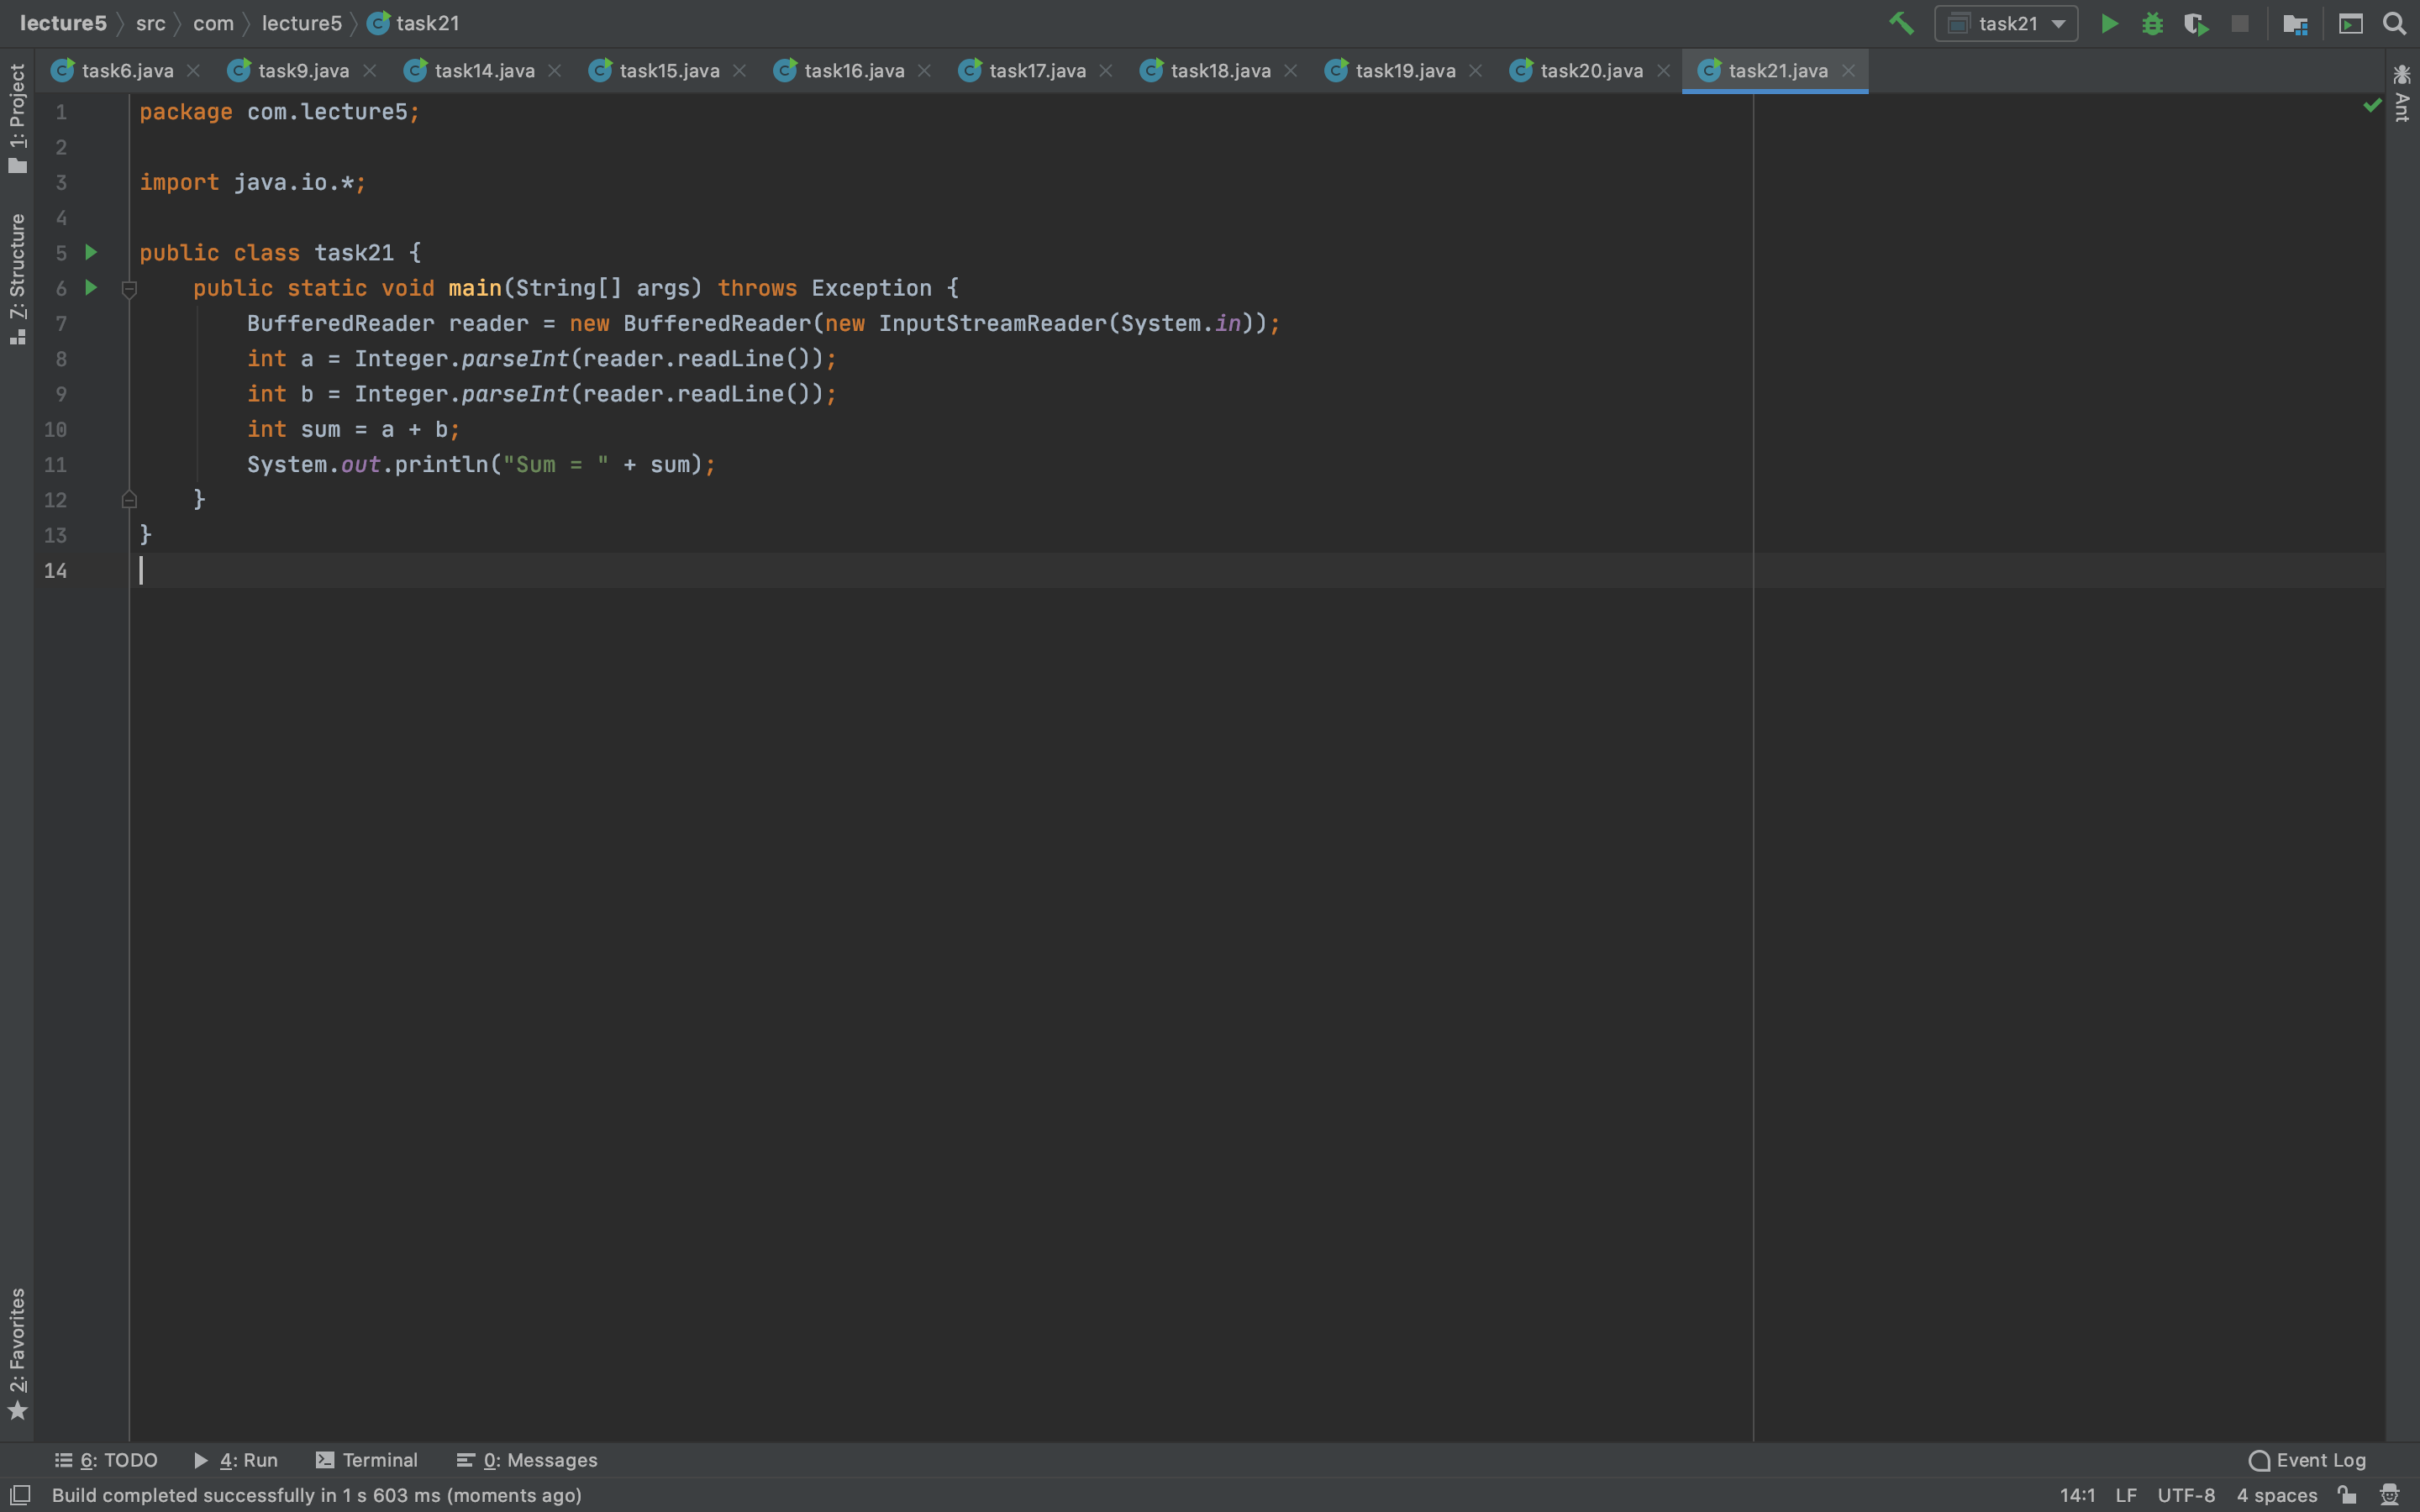 lecture5 src com lecture5 task21 task21
task6.java task9.java task14.java task15.java task16.java task17.java task18.java task19.java task20.java task21.java
1: Project
Z: Structure
2: Favorites
Ant
1 package com.lecture5;
2
3 import java.io.*;
4
5 public class task21 {
6     public static void main(String[] args) throws Exception {
7         BufferedReader reader = new BufferedReader(new InputStreamReader(System.in));
8         int a = Integer.parseInt(reader.readLine());
9         int b = Integer.parseInt(reader.readLine());
10         int sum = a + b;
11         System.out.println("Sum = " + sum);
12     }
13 }
14
6: TODO 4: Run Terminal 0: Messages Event Log
Build completed successfully in 1 s 603 ms (moments ago) 14:1 LF UTF-8 4 spaces